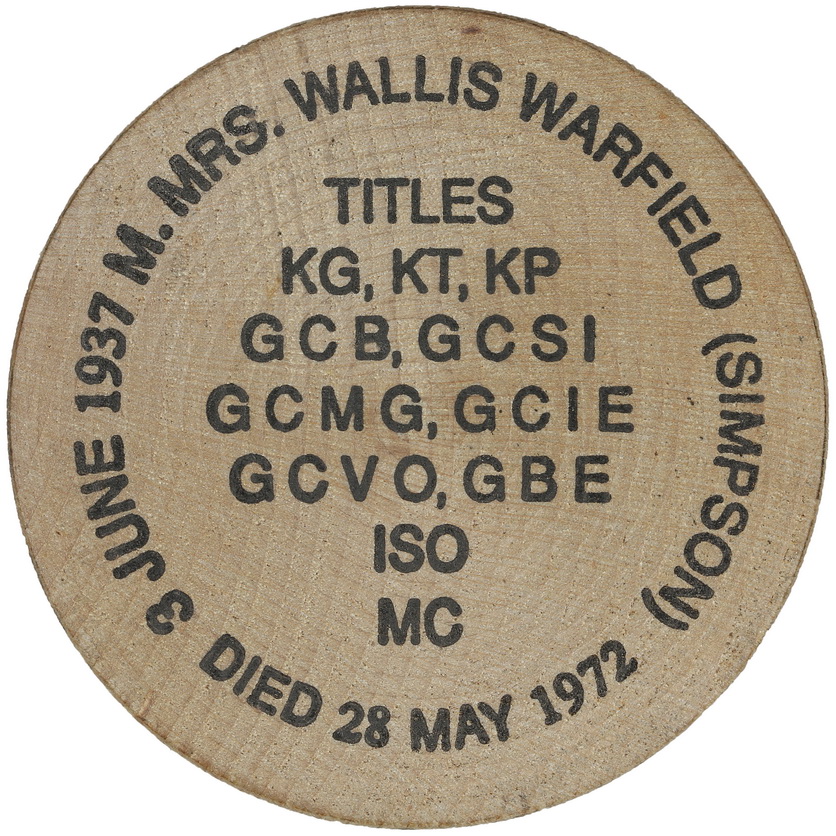 3 JUNE 1937 M. MRS. WALLIS WARFIELD (SIMPSON)
DIED 28 MAY 1972
TITLES
KG, KT, KP
GCB, GCSI
GCMG, GCIE
GCVO, GBE
ISO
MC